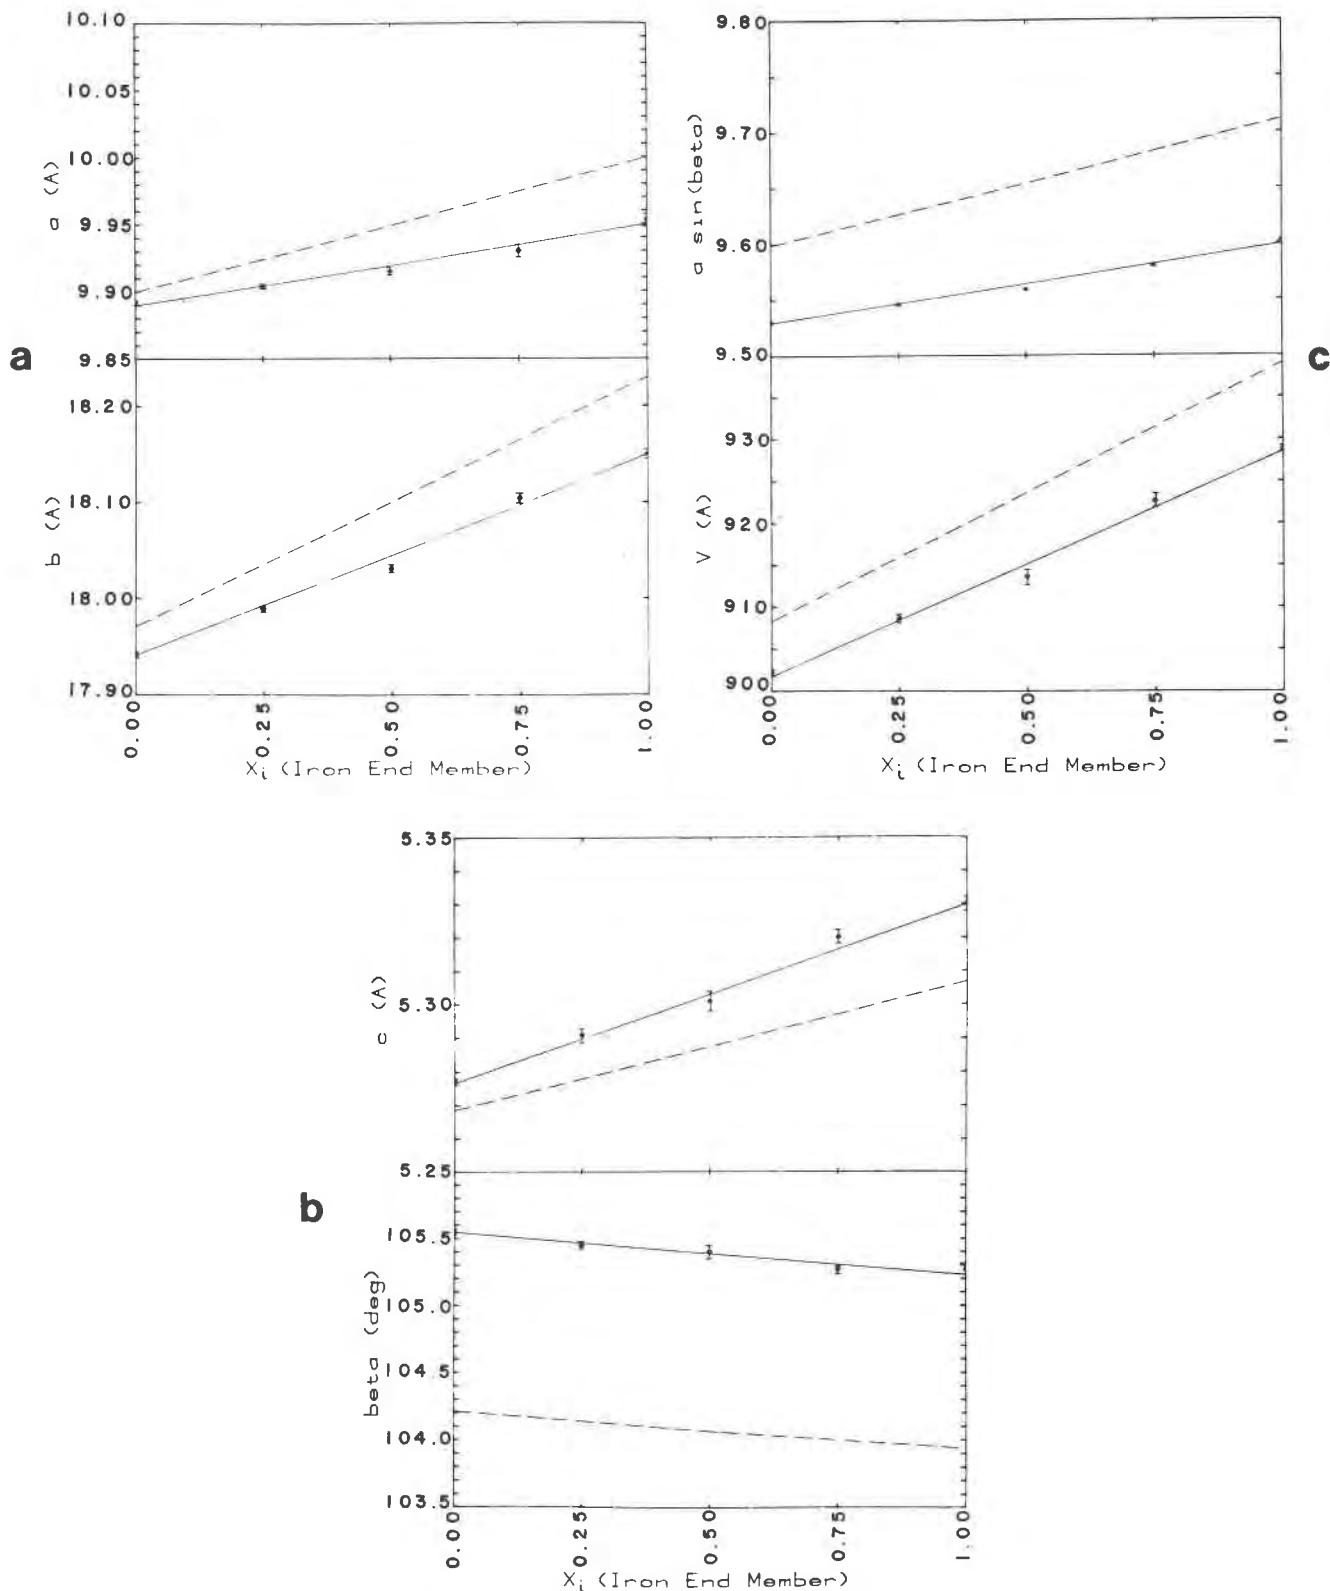 a
10.10
10.05
10.00
9.95
9.90
9.85
a (A)
18.20
18.10
18.00
17.90
b (A)
0.00 0.25 0.50 0.75 1.00
Xi (Iron End Member)
c
9.80
9.70
9.60
9.50
a sin(beta)
930
920
910
900
V (A)
0.00 0.25 0.50 0.75 1.00
Xi (Iron End Member)
b
5.35
5.30
5.25
c (A)
105.5
105.0
104.5
104.0
103.5
beta (deg)
0.00 0.25 0.50 0.75 1.00
Xi (Iron End Member)